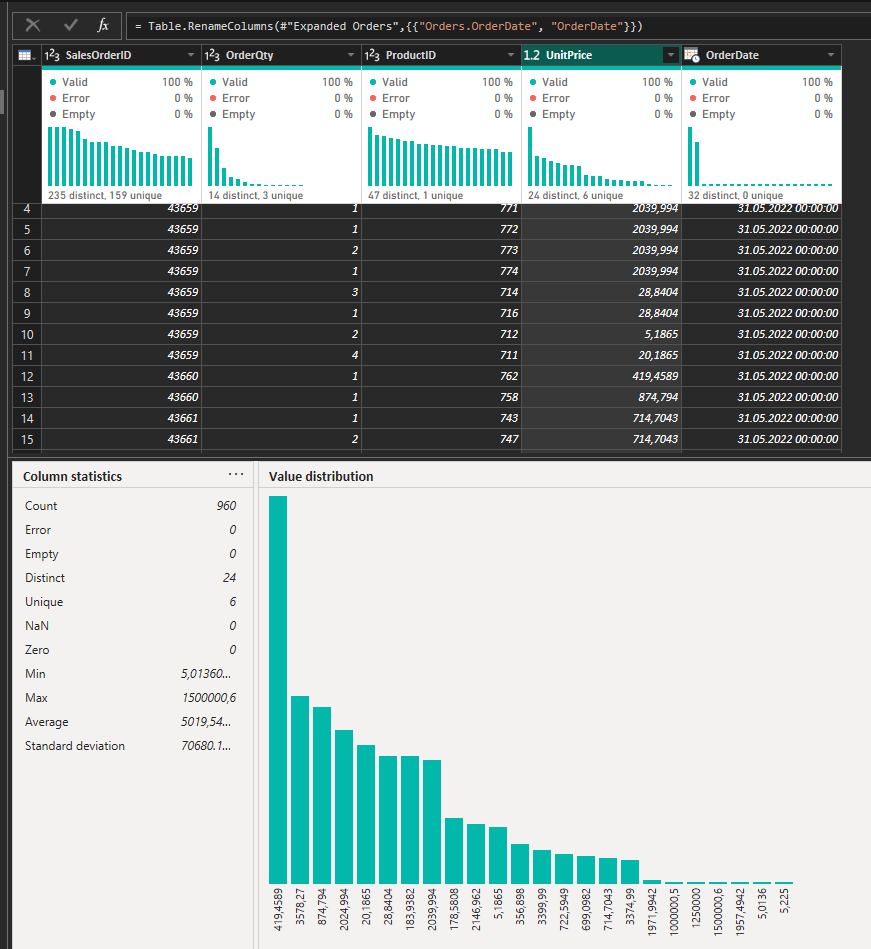 fx = Table.RenameColumns(#"Expanded Orders",{{"Orders.OrderDate", "OrderDate"}})
1²3 SalesOrderID 1²3 OrderQty 1²3 ProductID 1.2 UnitPrice OrderDate
Valid 100 % Valid 100 % Valid 100 % Valid 100 % Valid 100 %
Error 0 % Error 0 % Error 0 % Error 0 % Error 0 %
Empty 0 % Empty 0 % Empty 0 % Empty 0 % Empty 0 %
235 distinct, 159 unique 14 distinct, 3 unique 47 distinct, 1 unique 24 distinct, 6 unique 32 distinct, 0 unique
4 43659 1 771 2039,994 31.05.2022 00:00:00
5 43659 1 772 2039,994 31.05.2022 00:00:00
6 43659 2 773 2039,994 31.05.2022 00:00:00
7 43659 1 774 2039,994 31.05.2022 00:00:00
8 43659 3 714 28,8404 31.05.2022 00:00:00
9 43659 1 716 28,8404 31.05.2022 00:00:00
10 43659 2 712 5,1865 31.05.2022 00:00:00
11 43659 4 711 20,1865 31.05.2022 00:00:00
12 43660 1 762 419,4589 31.05.2022 00:00:00
13 43660 1 758 874,794 31.05.2022 00:00:00
14 43661 1 743 714,7043 31.05.2022 00:00:00
15 43661 2 747 714,7043 31.05.2022 00:00:00
Column statistics ...
Count 960
Error 0
Empty 0
Distinct 24
Unique 6
NaN 0
Zero 0
Min 5,01360...
Max 1500000,6
Average 5019,54...
Standard deviation 70680.1...
Value distribution
419,4589
3578,27
874,794
2024,994
20,1865
28,8404
183,9382
2039,994
178,5808
2146,962
5,1865
356,898
3399,99
722,5949
699,0982
714,7043
3374,99
1971,9942
1000000,5
1250000
1500000,6
1957,4942
5,0136
5,225